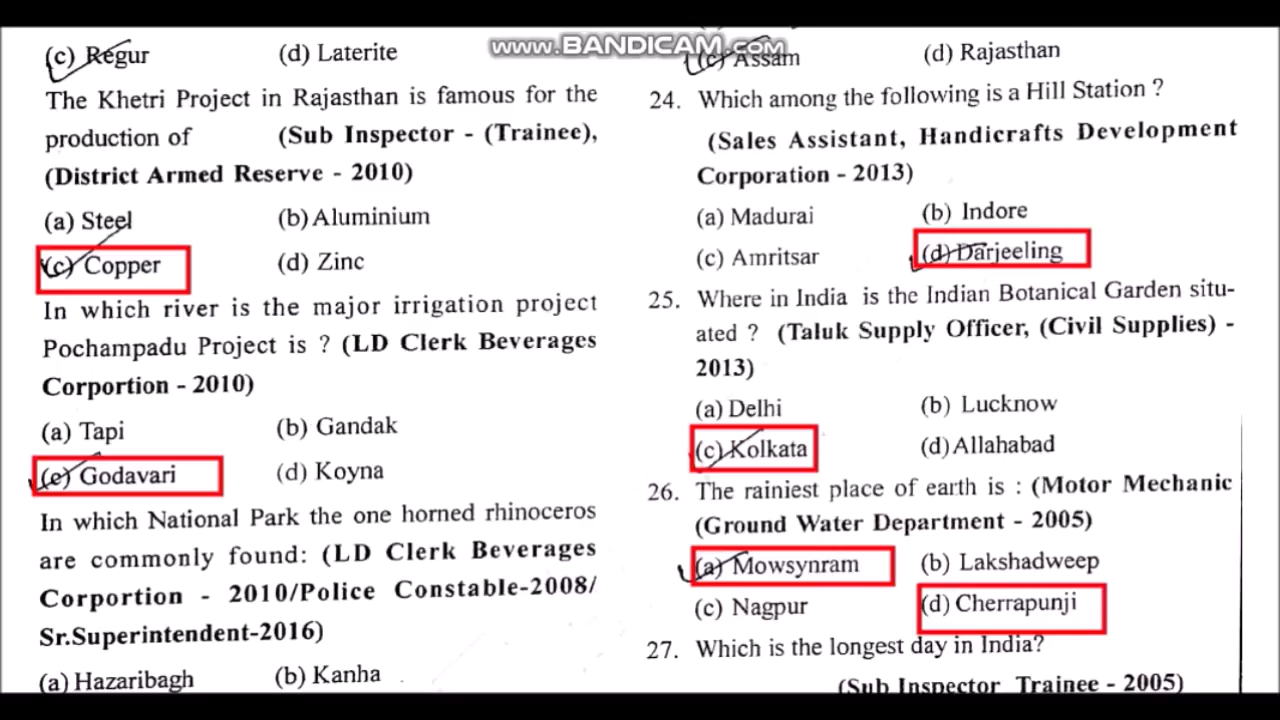 www.BANDICAM.com
(c) Regur (d) Laterite
The Khetri Project in Rajasthan is famous for the
production of (Sub Inspector - (Trainee),
(District Armed Reserve - 2010)
(a) Steel (b) Aluminium
(c) Copper (d) Zinc
In which river is the major irrigation project
Pochampadu Project is ? (LD Clerk Beverages
Corportion - 2010)
(a) Tapi (b) Gandak
(c) Godavari (d) Koyna
In which National Park the one horned rhinoceros
are commonly found: (LD Clerk Beverages
Corportion - 2010/Police Constable-2008/
Sr.Superintendent-2016)
(a) Hazaribagh (b) Kanha
(c) Assam (d) Rajasthan
24. Which among the following is a Hill Station ?
(Sales Assistant, Handicrafts Development
Corporation - 2013)
(a) Madurai (b) Indore
(c) Amritsar (d) Darjeeling
25. Where in India is the Indian Botanical Garden situ-
ated ? (Taluk Supply Officer, (Civil Supplies) -
2013)
(a) Delhi (b) Lucknow
(c) Kolkata (d) Allahabad
26. The rainiest place of earth is : (Motor Mechanic
(Ground Water Department - 2005)
(a) Mowsynram (b) Lakshadweep
(c) Nagpur (d) Cherrapunji
27. Which is the longest day in India?
(Sub Inspector Trainee - 2005)